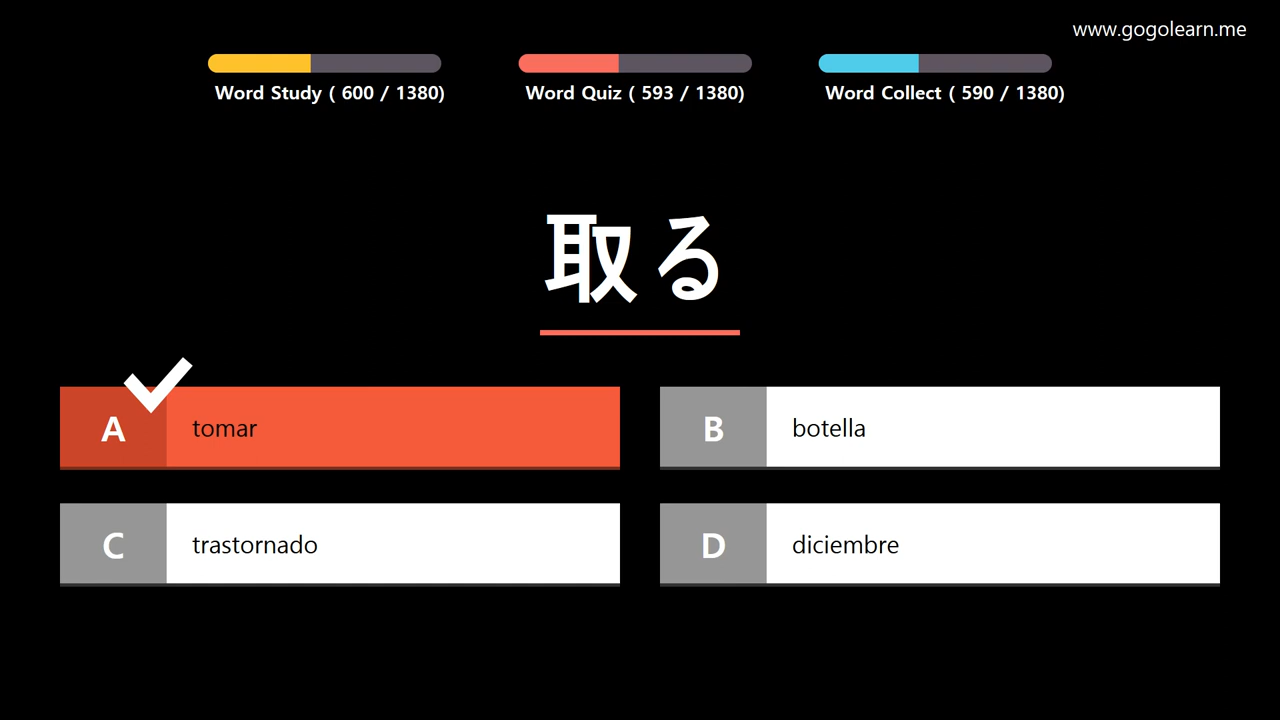 www.gogolearn.me
Word Study ( 600 / 1380)
Word Quiz ( 593 / 1380)
Word Collect ( 590 / 1380)
取る
A tomar
B botella
C trastornado
D diciembre